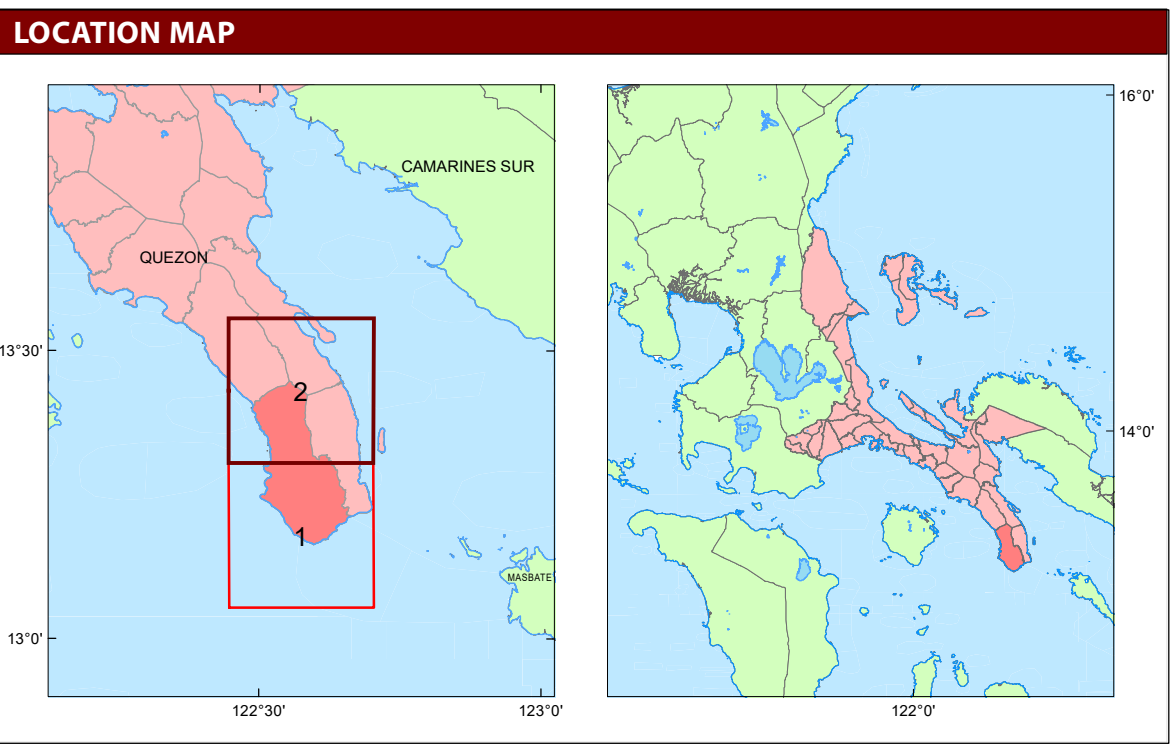 LOCATION MAP
CAMARINES SUR
QUEZON
13°30'
2
1
MASBATE
13°0'
122°30'
123°0'
16°0'
14°0'
122°0'